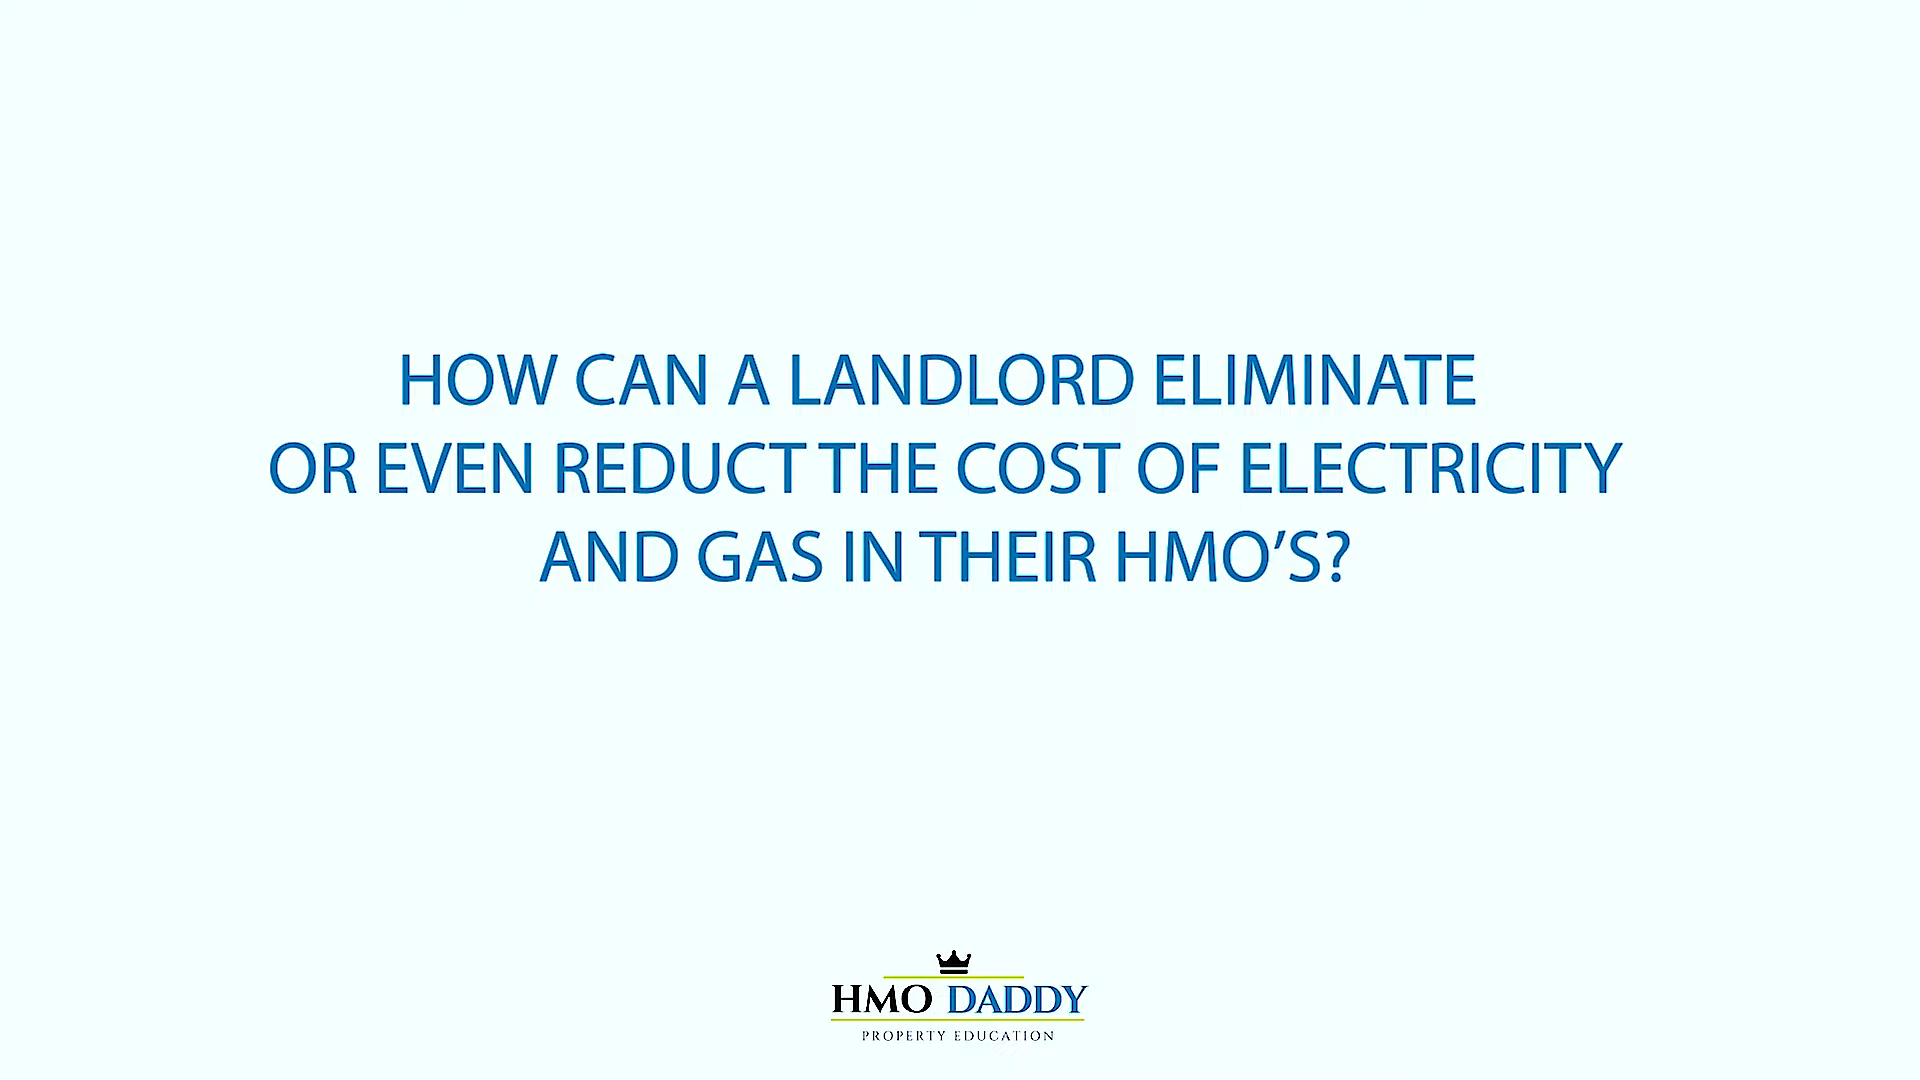 HOW CAN A LANDLORD ELIMINATE
OR EVEN REDUCT THE COST OF ELECTRICITY
AND GAS IN THEIR HMO’S?
HMO DADDY
PROPERTY EDUCATION